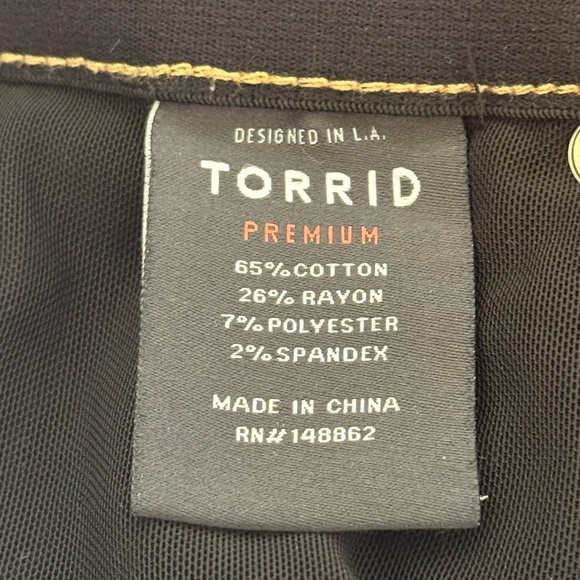 DESIGNED IN L.A.
TORRID
PREMIUM
65% COTTON
26% RAYON
7% POLYESTER
2% SPANDEX
MADE IN CHINA
RN# 148862